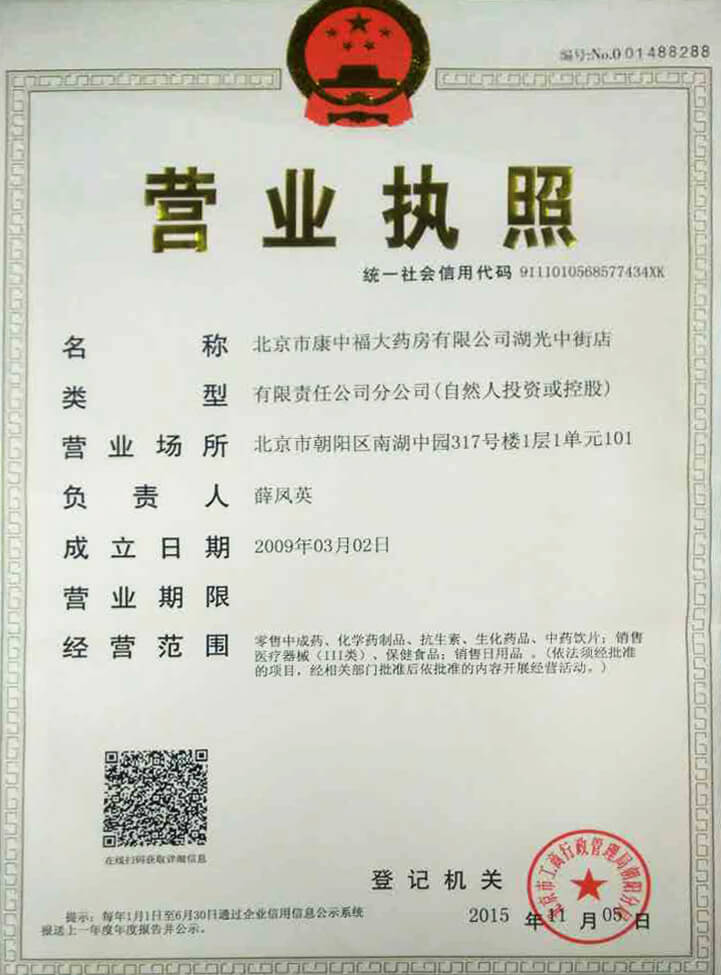 编号:No.0 01488288
营业执照
统一社会信用代码 9111010568577434XK
名称 北京市康中福大药房有限公司湖光中街店
类型 有限责任公司分公司(自然人投资或控股)
营业场所 北京市朝阳区南湖中园317号楼1层1单元101
负责人 薛凤英
成立日期 2009年03月02日
营业期限
经营范围 零售中成药、化学药制品、抗生素、生化药品、中药饮片；销售
医疗器械（III类）、保健食品；销售日用品 。（依法须经批准
的项目，经相关部门批准后依批准的内容开展经营活动。）
在线扫码获取详细信息
登记机关
北京市工商行政管理局朝阳分局
2015 年 11 月 05 日
提示：每年1月1日至6月30日通过企业信用信息公示系统
报送上一年度年度报告并公示。